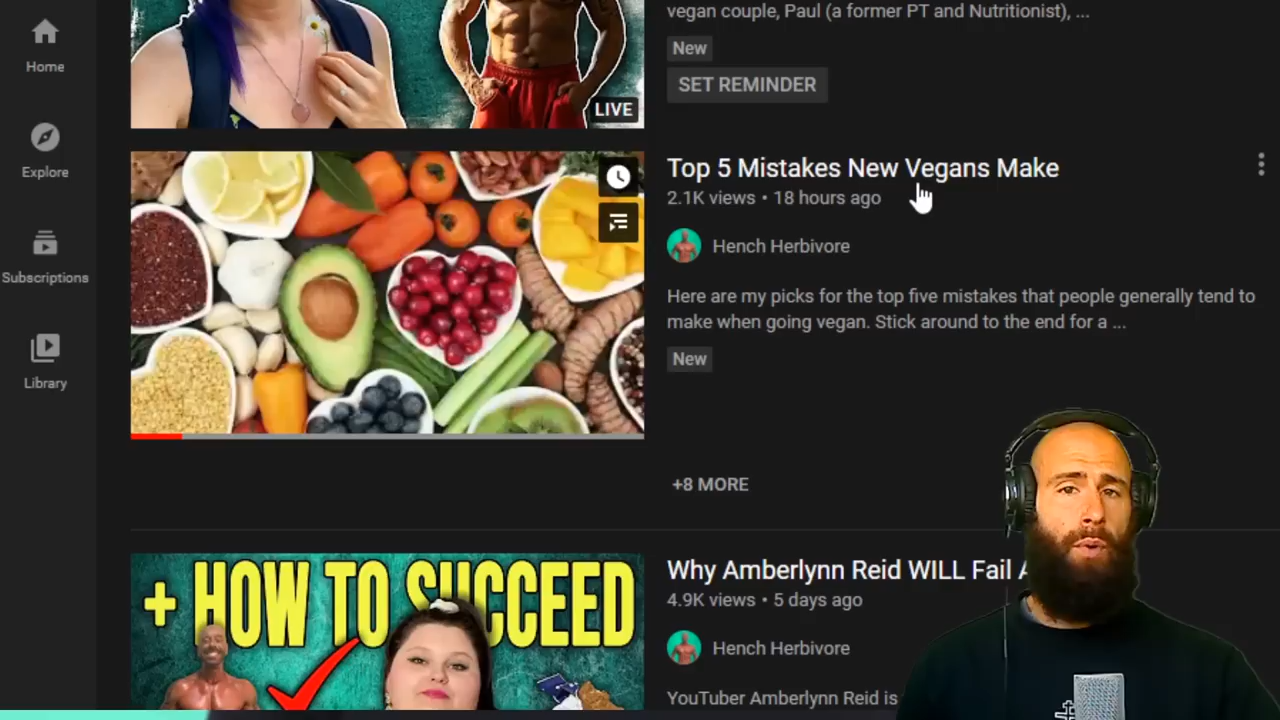 vegan couple, Paul (a former PT and Nutritionist), ...
Home
New
SET REMINDER
LIVE
Explore
Top 5 Mistakes New Vegans Make
2.1K views • 18 hours ago
Hench Herbivore
Subscriptions
Here are my picks for the top five mistakes that people generally tend to
make when going vegan. Stick around to the end for a ...
New
Library
+8 MORE
+ HOW TO SUCCEED
Why Amberlynn Reid WILL Fail
4.9K views • 5 days ago
Hench Herbivore
YouTuber Amberlynn Reid is